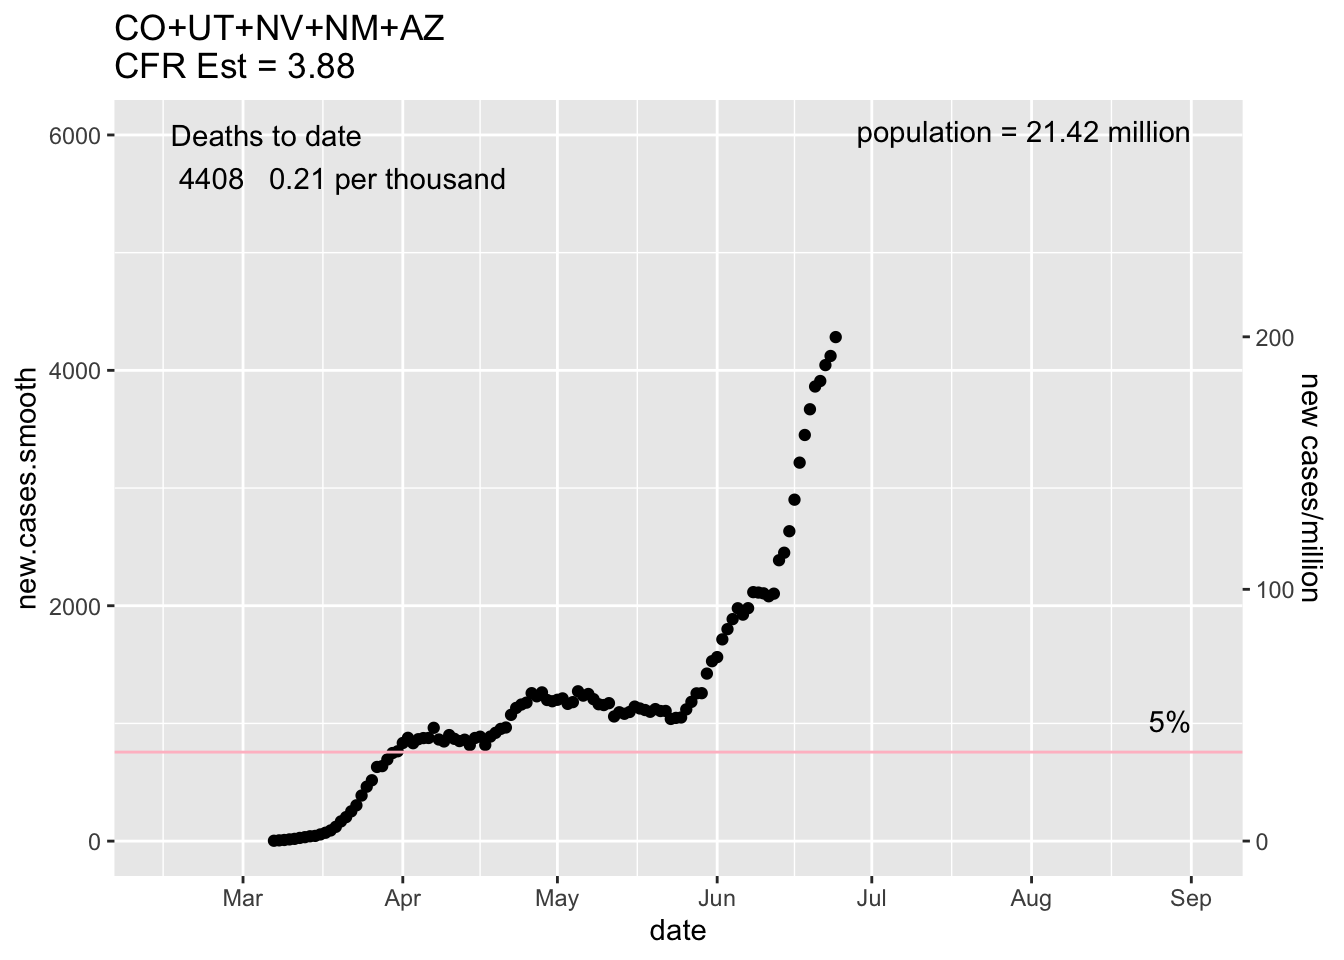 CO+UT+NV+NM+AZ
CFR Est = 3.88
Deaths to date
4408 0.21 per thousand
population = 21.42 million
6000
4000
2000
0
new.cases.smooth
200
100
0
new cases/million
5%
Mar Apr May Jun Jul Aug Sep
date